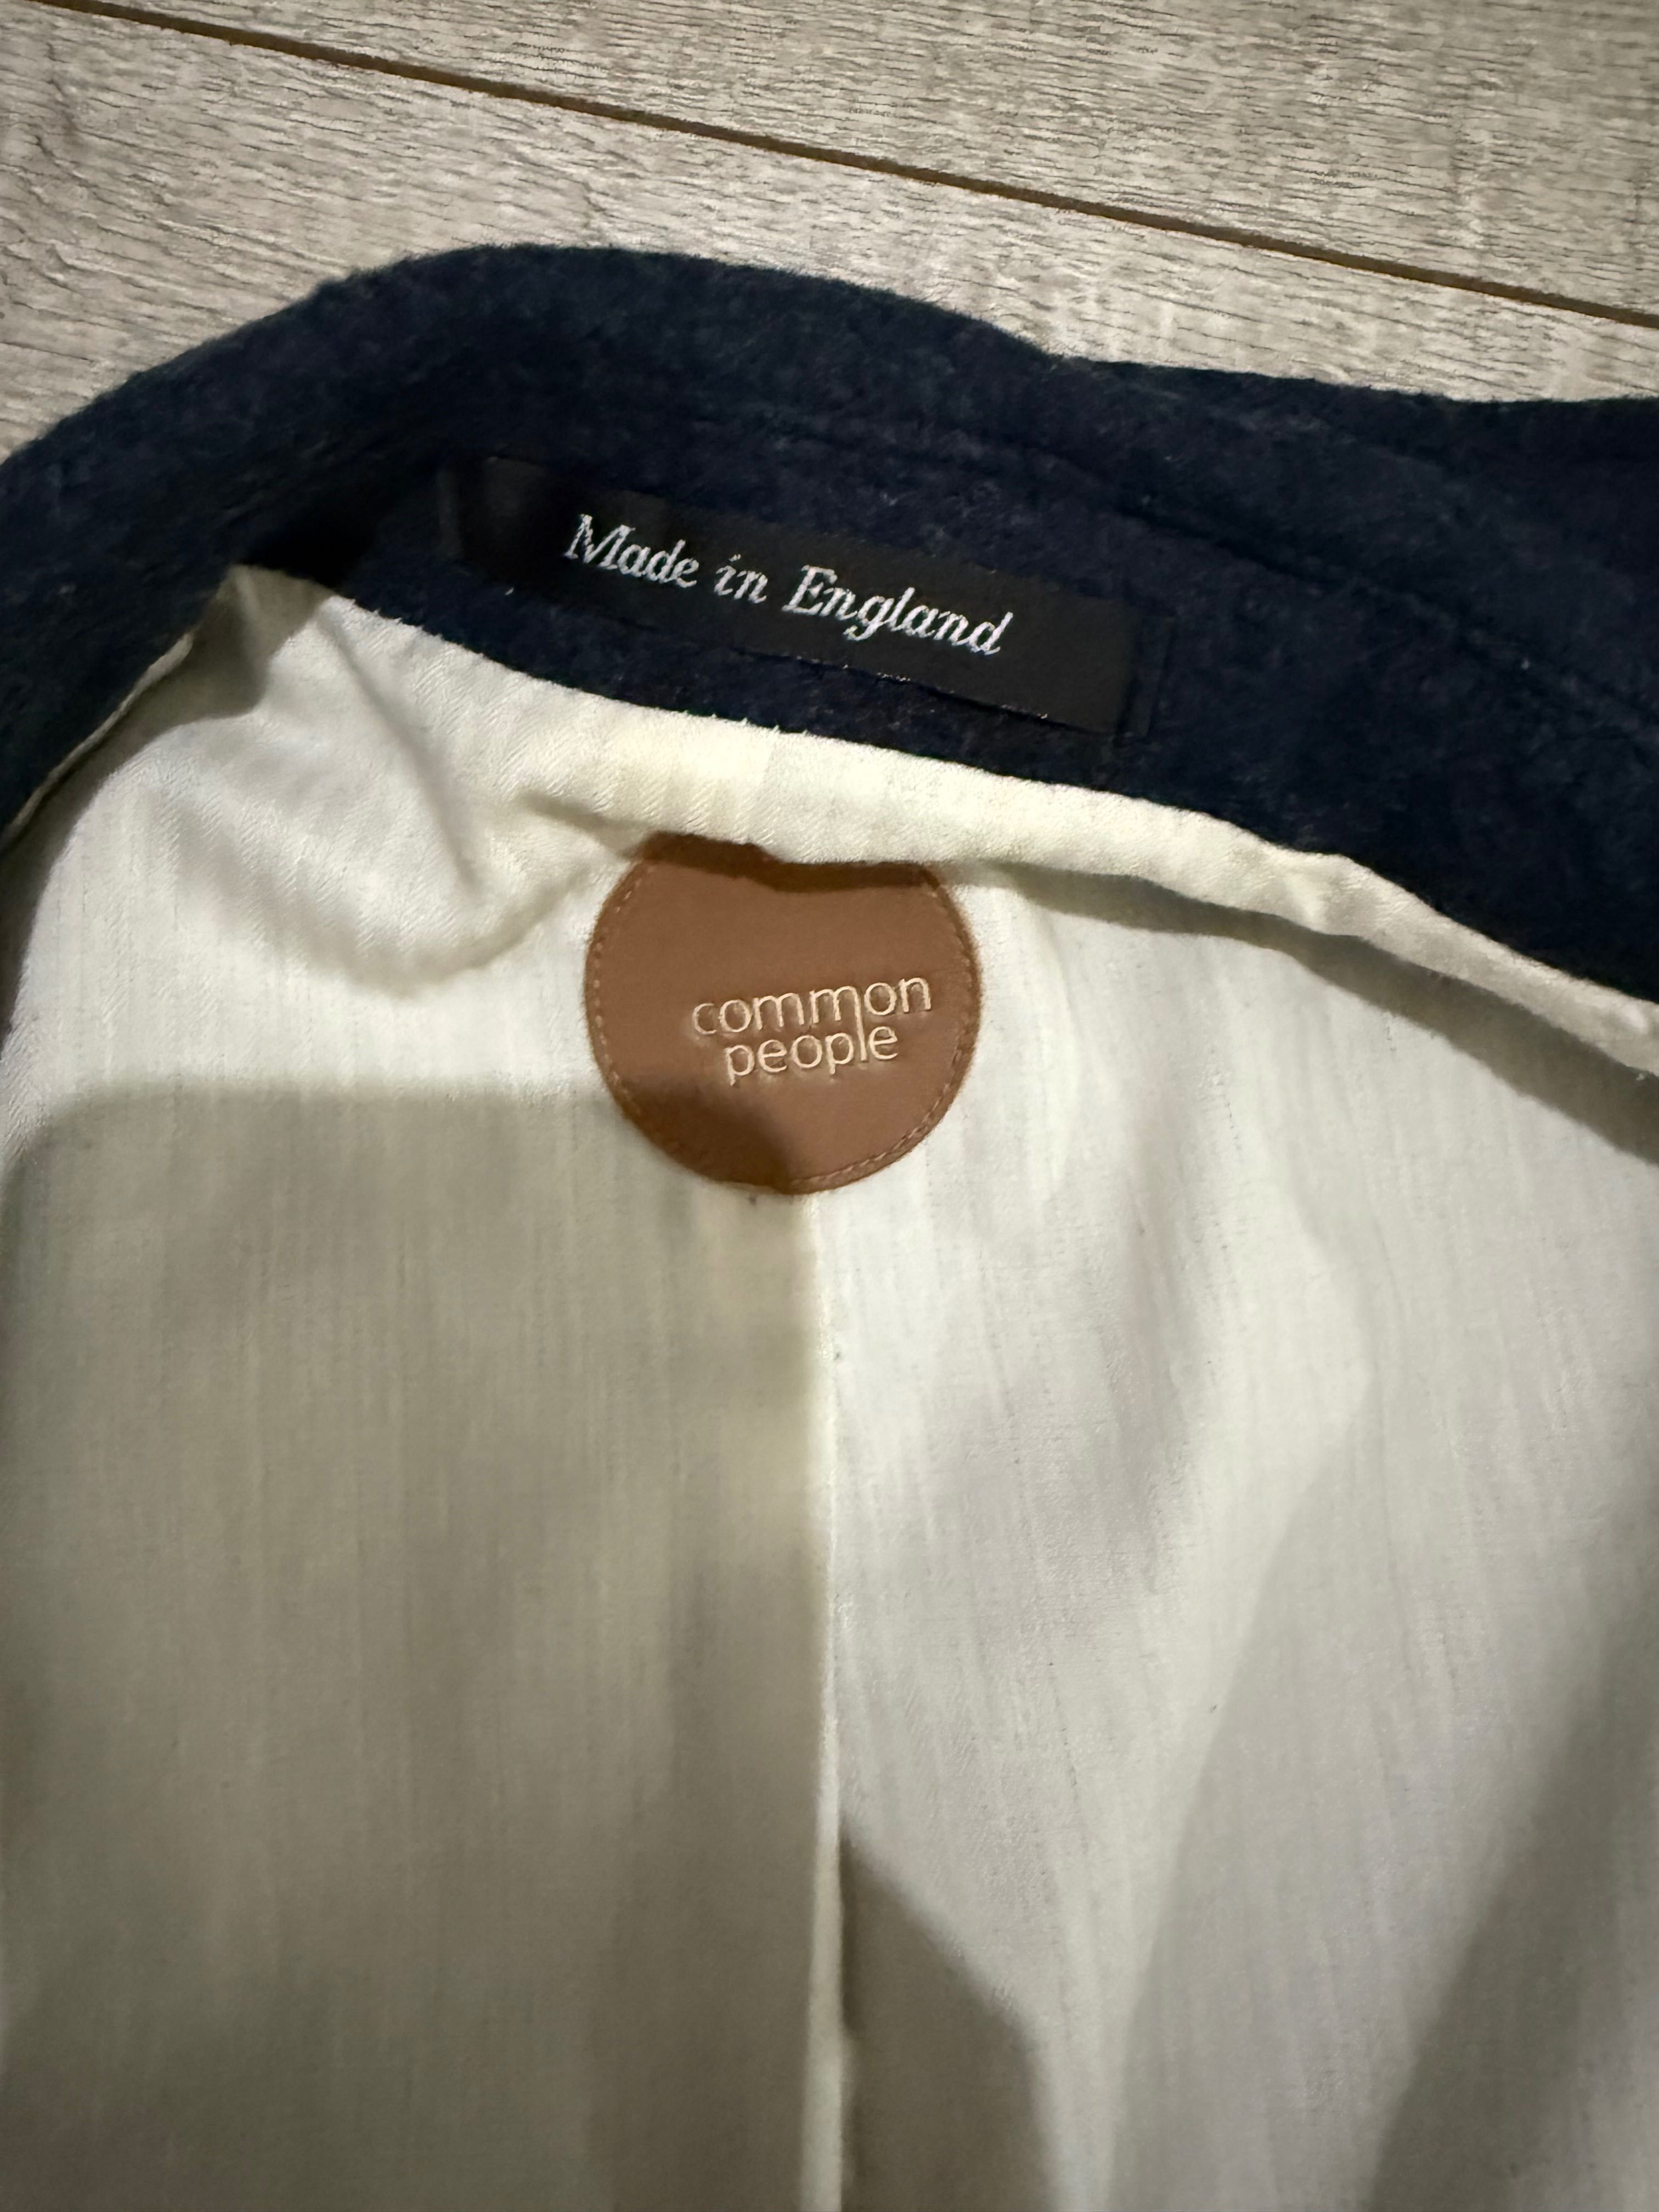 Made in England
common
people